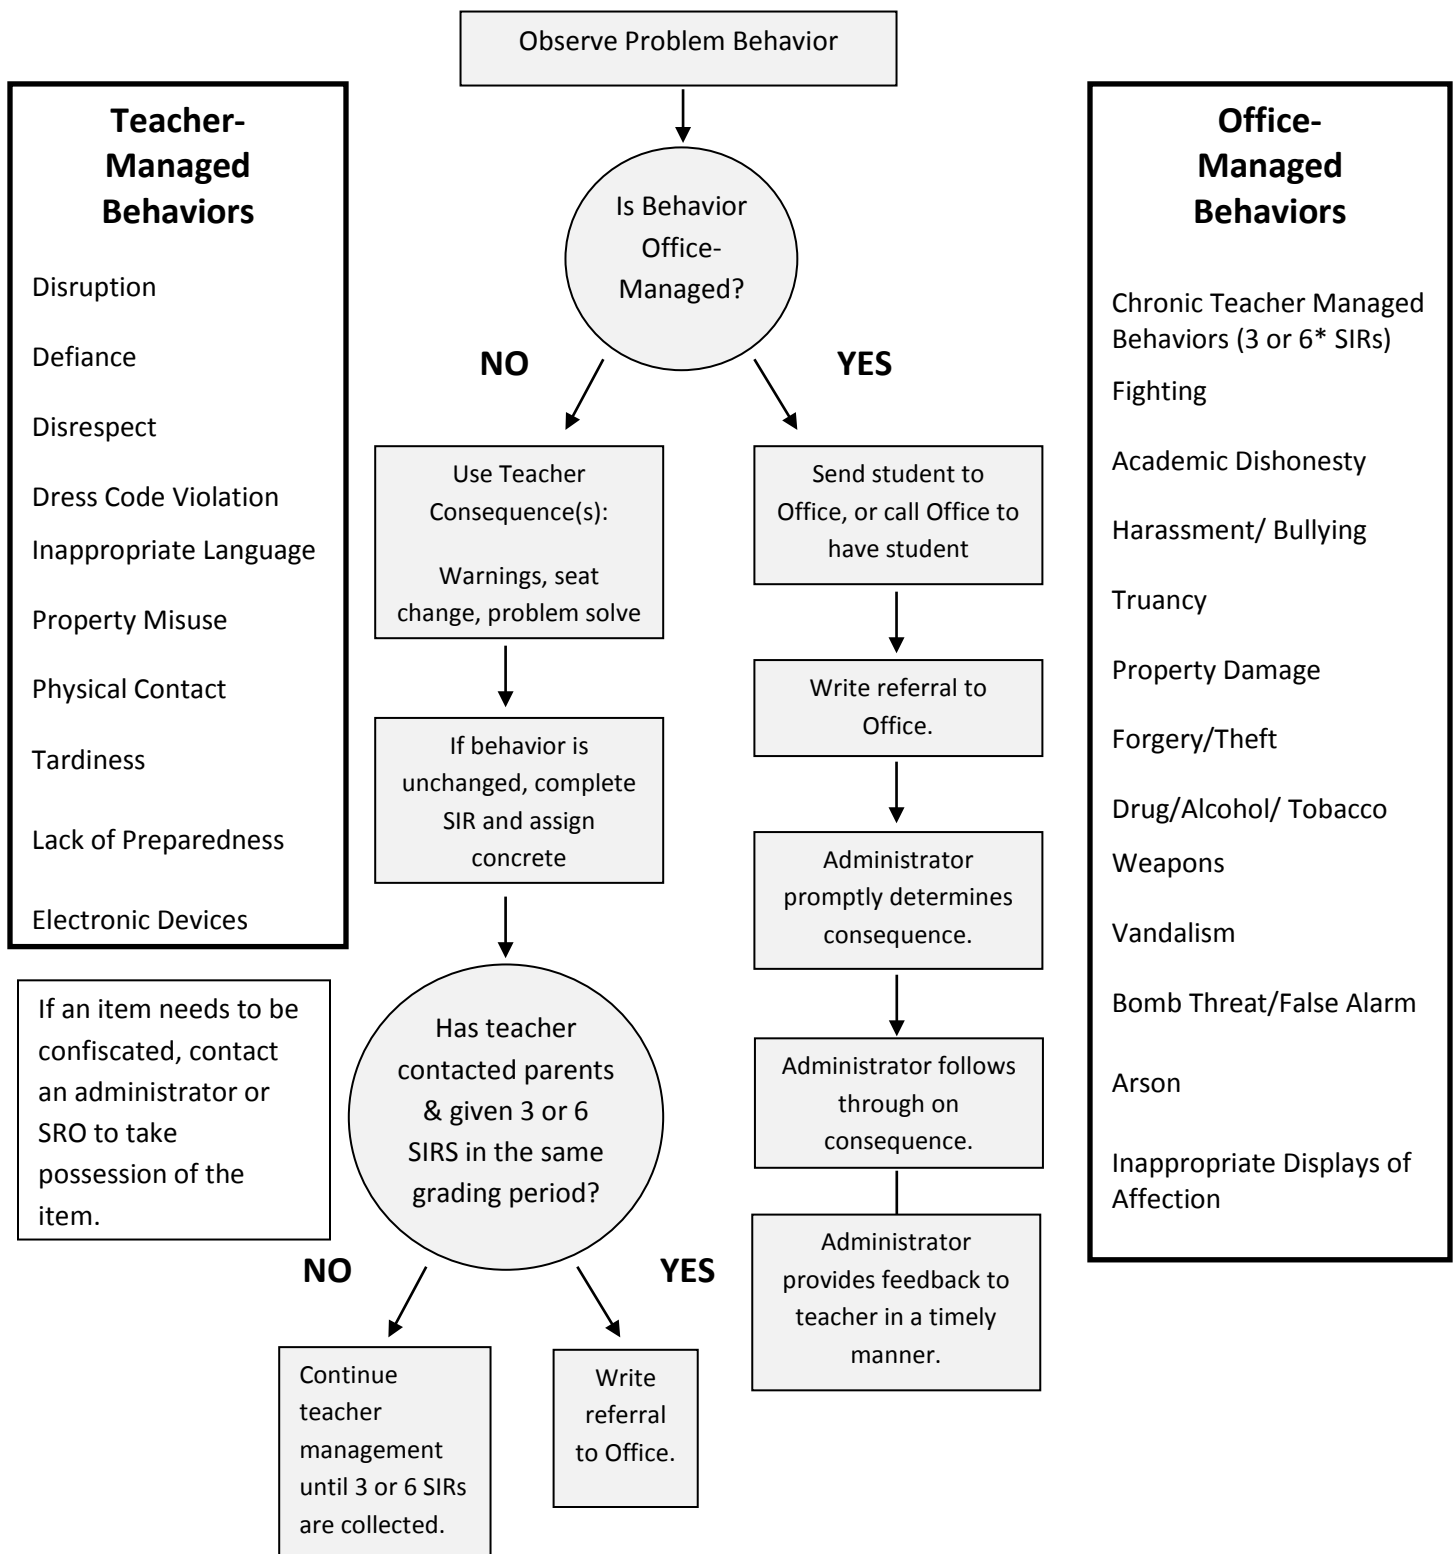 Observe Problem Behavior
Teacher-
Managed
Behaviors
Disruption
Defiance
Disrespect
Dress Code Violation
Inappropriate Language
Property Misuse
Physical Contact
Tardiness
Lack of Preparedness
Electronic Devices
If an item needs to be
confiscated, contact
an administrator or
SRO to take
possession of the
item.
Is Behavior
Office-
Managed?
NO
YES
Use Teacher
Consequence(s):
Warnings, seat
change, problem solve
If behavior is
unchanged, complete
SIR and assign
concrete
Has teacher
contacted parents
& given 3 or 6
SIRS in the same
grading period?
NO
YES
Continue
teacher
management
until 3 or 6 SIRs
are collected.
Write
referral
to Office.
Send student to
Office, or call Office to
have student
Write referral to
Office.
Administrator
promptly determines
consequence.
Administrator follows
through on
consequence.
Administrator
provides feedback to
teacher in a timely
manner.
Office-
Managed
Behaviors
Chronic Teacher Managed
Behaviors (3 or 6* SIRs)
Fighting
Academic Dishonesty
Harassment/ Bullying
Truancy
Property Damage
Forgery/Theft
Drug/Alcohol/ Tobacco
Weapons
Vandalism
Bomb Threat/False Alarm
Arson
Inappropriate Displays of
Affection